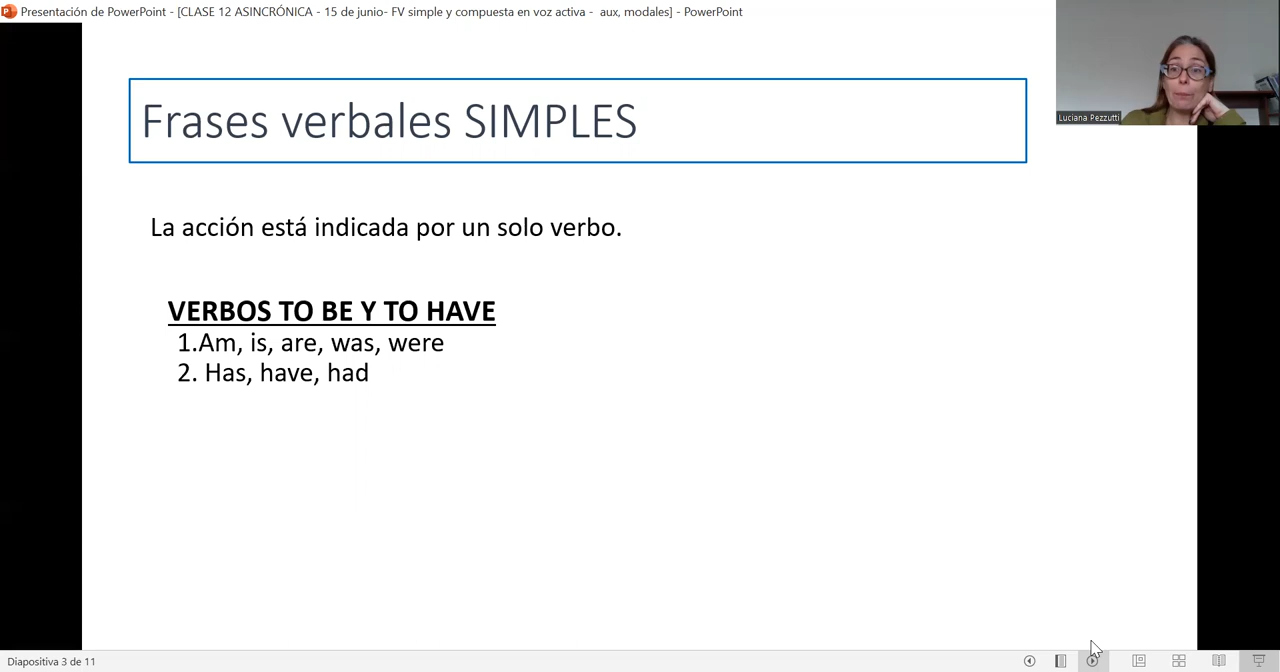 Presentación de PowerPoint - [CLASE 12 ASINCRÓNICA - 15 de junio- FV simple y compuesta en voz activa -  aux, modales] - PowerPoint
Luciana Pezzutti
Frases verbales SIMPLES
La acción está indicada por un solo verbo.
VERBOS TO BE Y TO HAVE
1.Am, is, are, was, were
2. Has, have, had
Diapositiva 3 de 11